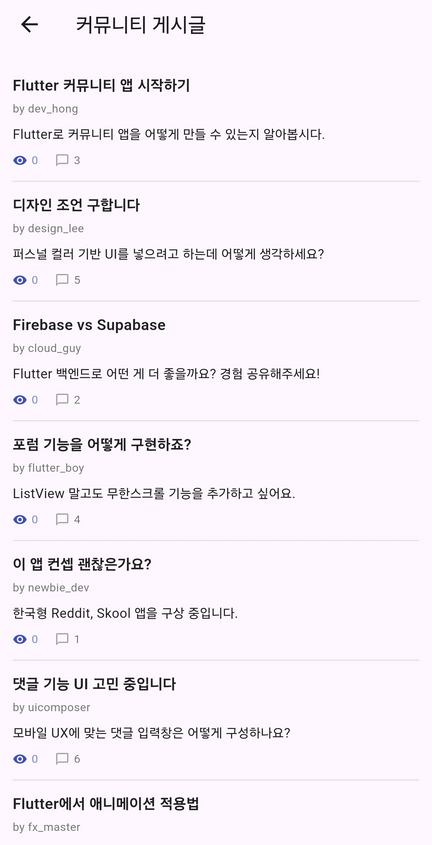 커뮤니티 게시글
Flutter 커뮤니티 앱 시작하기
by dev_hong
Flutter로 커뮤니티 앱을 어떻게 만들 수 있는지 알아봅시다.
0 3
디자인 조언 구합니다
by design_lee
퍼스널 컬러 기반 UI를 넣으려고 하는데 어떻게 생각하세요?
0 5
Firebase vs Supabase
by cloud_guy
Flutter 백엔드로 어떤 게 더 좋을까요? 경험 공유해주세요!
0 2
포럼 기능을 어떻게 구현하죠?
by flutter_boy
ListView 말고도 무한스크롤 기능을 추가하고 싶어요.
0 4
이 앱 컨셉 괜찮은가요?
by newbie_dev
한국형 Reddit, Skool 앱을 구상 중입니다.
0 1
댓글 기능 UI 고민 중입니다
by uicomposer
모바일 UX에 맞는 댓글 입력창은 어떻게 구성하나요?
0 6
Flutter에서 애니메이션 적용법
by fx_master